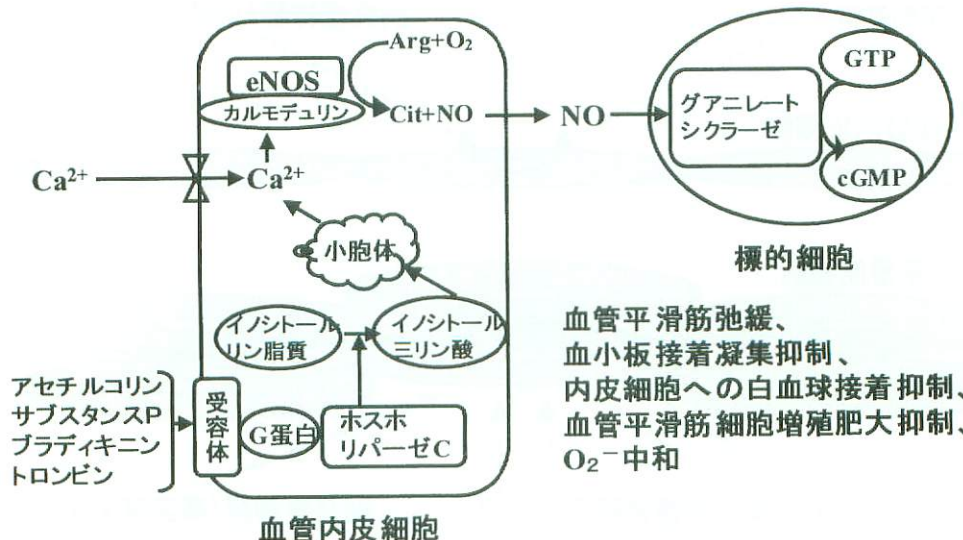 Arg+O₂
eNOS
カルモデュリン
Cit+NO
NO
グアニレート
シクラーゼ
GTP
cGMP
Ca²⁺
Ca²⁺
小胞体
標的細胞
イノシトール
リン脂質
イノシトール
三リン酸
血管平滑筋弛緩、
血小板接着凝集抑制、
内皮細胞への白血球接着抑制、
血管平滑筋細胞増殖肥大抑制、
O₂⁻中和
アセチルコリン
サブスタンスP
ブラディキニン
トロンビン
受容体
G蛋白
ホスホ
リパーゼC
血管内皮細胞